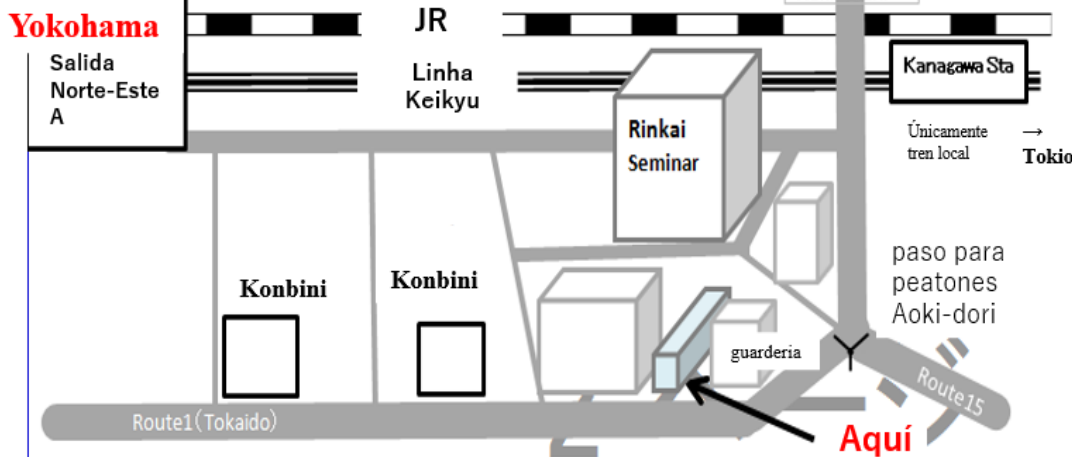 Yokohama
Salida
Norte-Este
A
JR
Linha
Keikyu
Kanagawa Sta
Únicamente
tren local
→
Tokio
Rinkai
Seminar
Konbini
Konbini
paso para
peatones
Aoki-dori
guarderia
Route15
Route1(Tokaido)
Aquí